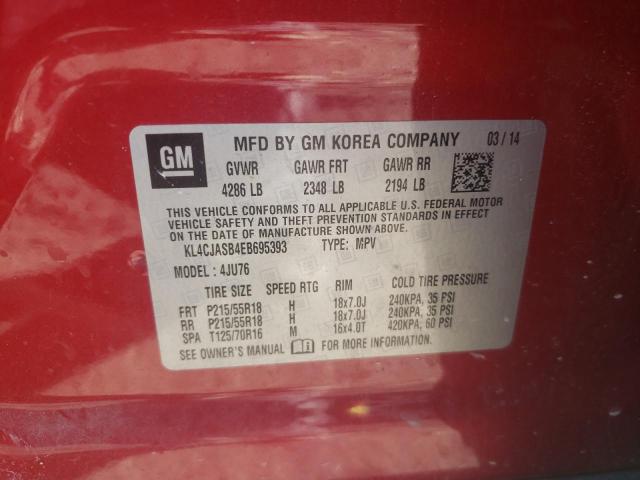 GM
MFD BY GM KOREA COMPANY 03 / 14
GVWR GAWR FRT GAWR RR
4286 LB 2348 LB 2194 LB
THIS VEHICLE CONFORMS TO ALL APPLICABLE U.S. FEDERAL MOTOR
VEHICLE SAFETY AND THEFT PREVENTION STANDARDS IN EFFECT
ON THE DATE OF MANUFACTURE SHOWN ABOVE.
KL4CJASB4EB695393 TYPE: MPV
MODEL : 4JU76
TIRE SIZE SPEED RTG RIM COLD TIRE PRESSURE
FRT P215/55R18 H 18x7.0J 240KPA, 35 PSI
RR P215/55R18 H 18x7.0J 240KPA, 35 PSI
SPA T125/70R16 M 16x4.0T 420KPA, 60 PSI
SEE OWNER'S MANUAL FOR MORE INFORMATION.